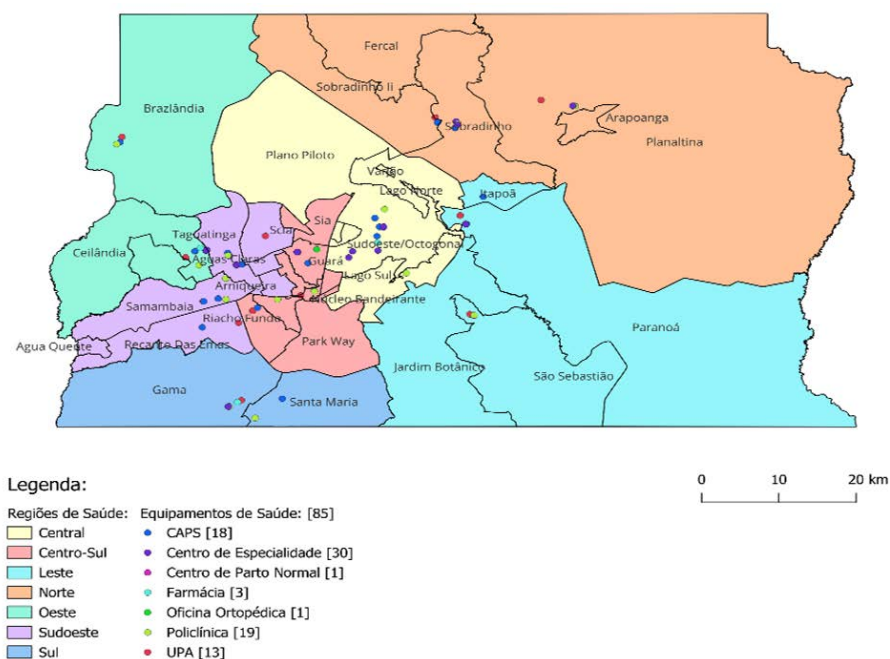 Fercal
Sobradinho Ii
Brazlândia
Arapoanga
Sobradinho
Planaltina
Plano Piloto
Varjão
Lago Norte
Itapoã
Sia
Taguatinga
Scia
Sudoeste/Octogonal
Ceilândia
Águas Claras
Guará
Lago Sul
Arniqueira
Núcleo Bandeirante
Samambaia
Riacho Fundo
Paranoá
Park Way
Agua Quente
Recanto Das Emas
Jardim Botânico
São Sebastião
Gama
Santa Maria
Legenda:
0 10 20 km
Regiões de Saúde: Equipamentos de Saúde: [85]
Central CAPS [18]
Centro-Sul Centro de Especialidade [30]
Leste Centro de Parto Normal [1]
Norte Farmácia [3]
Oeste Oficina Ortopédica [1]
Sudoeste Policlínica [19]
Sul UPA [13]